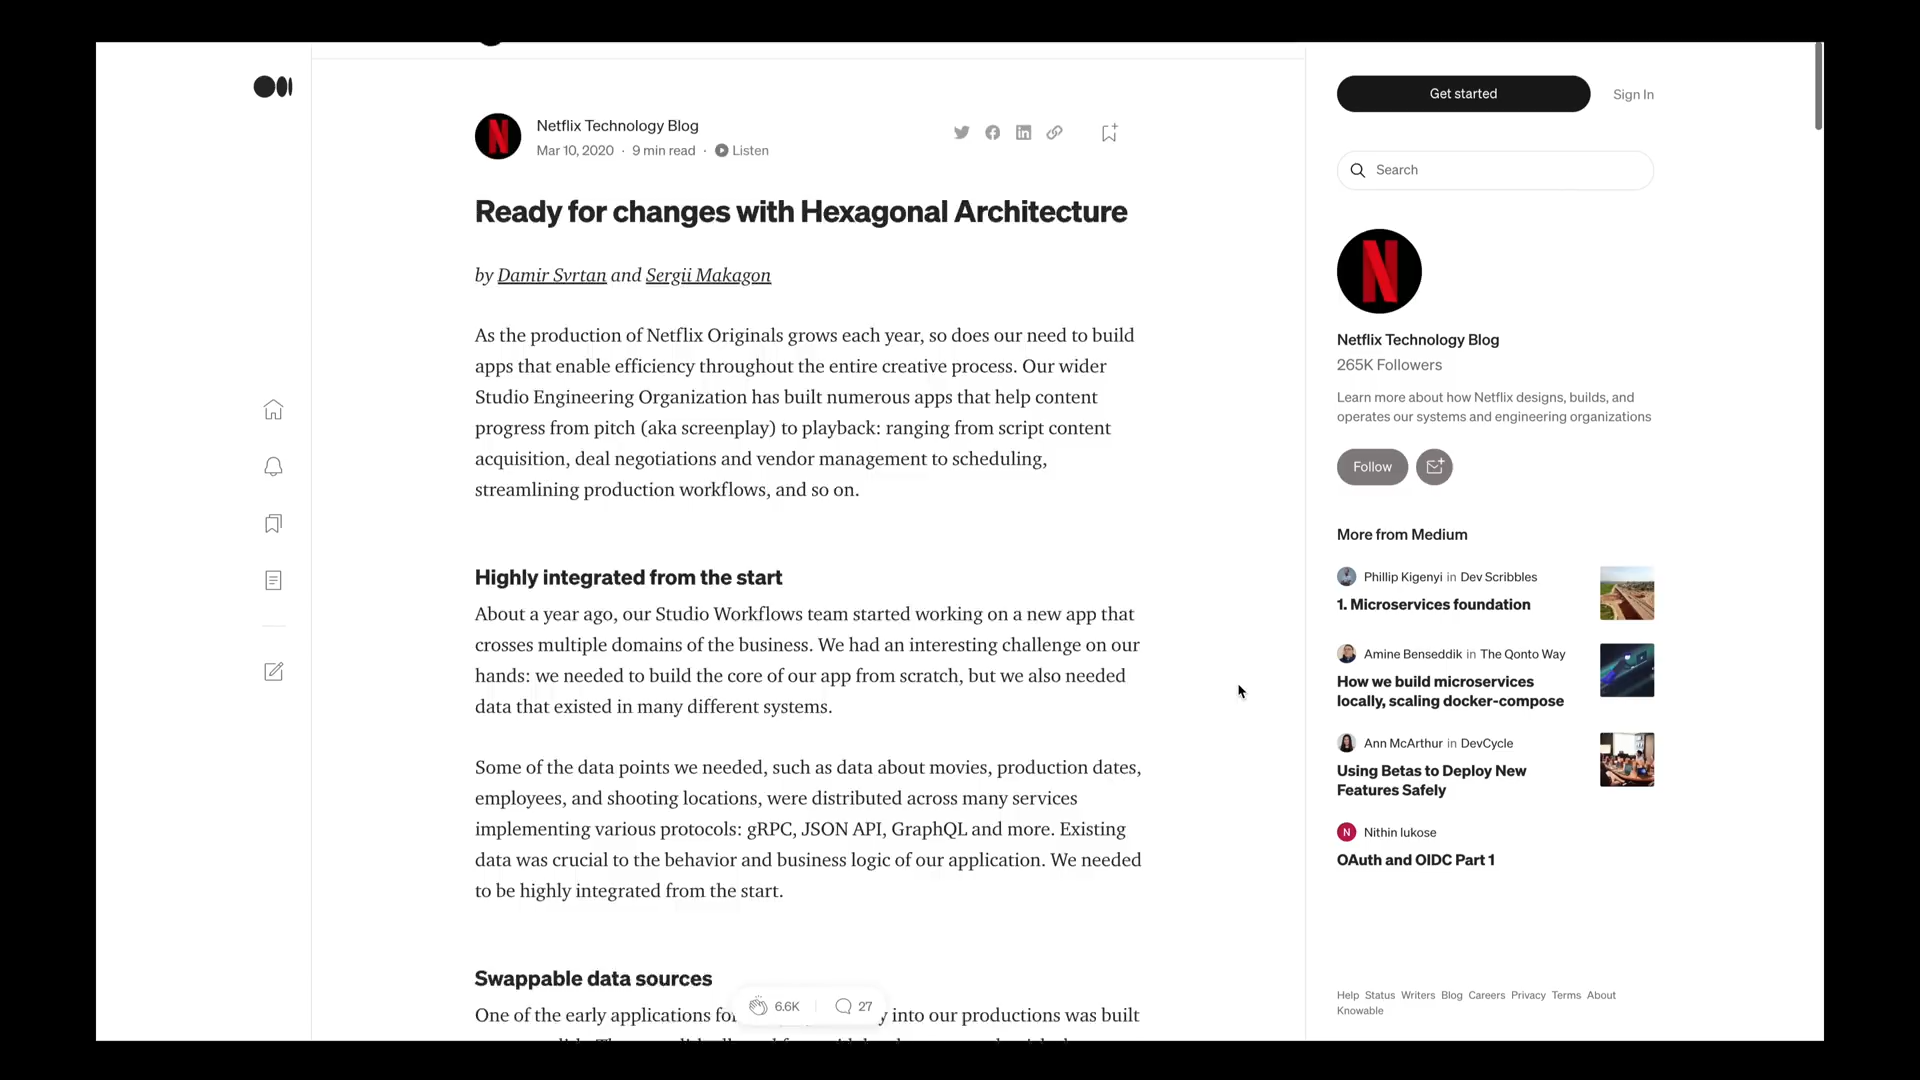 Netflix Technology Blog
Mar 10, 2020 · 9 min read · Listen
Ready for changes with Hexagonal Architecture
by Damir Svrtan and Sergii Makagon
As the production of Netflix Originals grows each year, so does our need to build
apps that enable efficiency throughout the entire creative process. Our wider
Studio Engineering Organization has built numerous apps that help content
progress from pitch (aka screenplay) to playback: ranging from script content
acquisition, deal negotiations and vendor management to scheduling,
streamlining production workflows, and so on.
Highly integrated from the start
About a year ago, our Studio Workflows team started working on a new app that
crosses multiple domains of the business. We had an interesting challenge on our
hands: we needed to build the core of our app from scratch, but we also needed
data that existed in many different systems.
Some of the data points we needed, such as data about movies, production dates,
employees, and shooting locations, were distributed across many services
implementing various protocols: gRPC, JSON API, GraphQL and more. Existing
data was crucial to the behavior and business logic of our application. We needed
to be highly integrated from the start.
Swappable data sources
6.6K 27
One of the early applications into our productions was built
Get started Sign In
Search
N
Netflix Technology Blog
265K Followers
Learn more about how Netflix designs, builds, and
operates our systems and engineering organizations
Follow
More from Medium
Phillip Kigenyi in Dev Scribbles
1. Microservices foundation
Amine Benseddik in The Qonto Way
How we build microservices
locally, scaling docker-compose
Ann McArthur in DevCycle
Using Betas to Deploy New
Features Safely
N Nithin lukose
OAuth and OIDC Part 1
Help Status Writers Blog Careers Privacy Terms About
Knowable